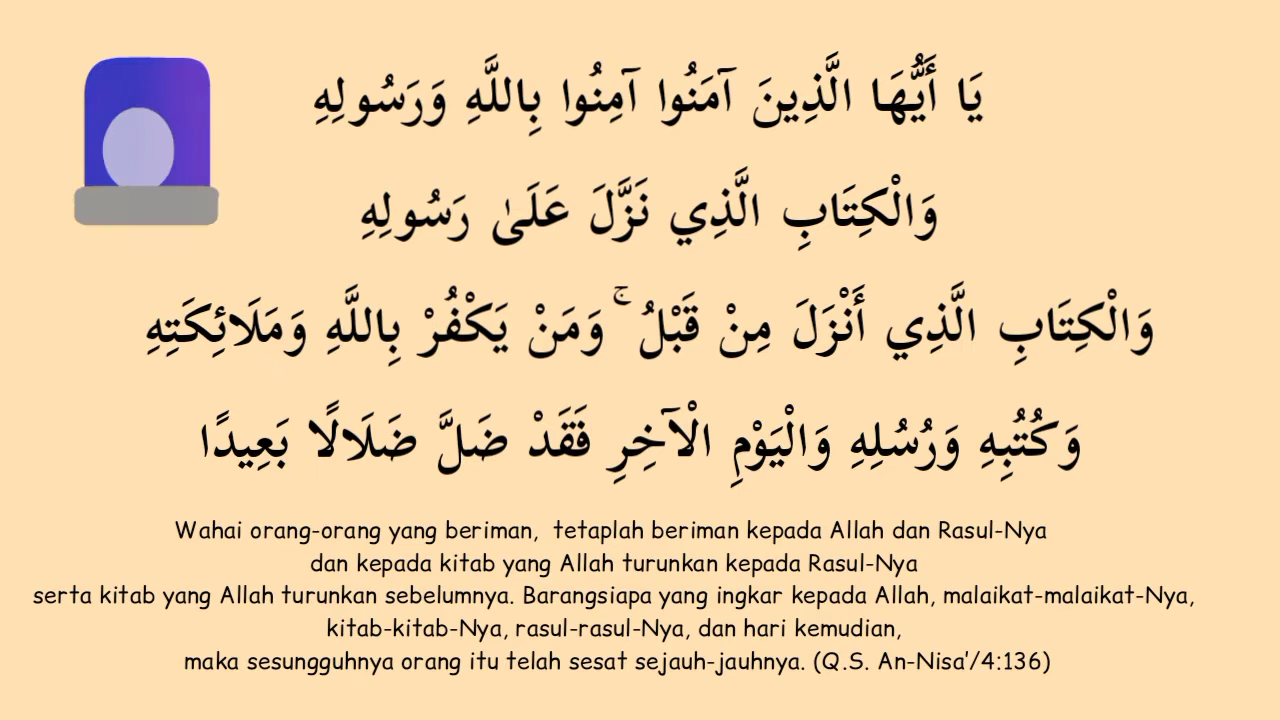 يَا أَيُّهَا الَّذِينَ آمَنُوا آمِنُوا بِاللَّهِ وَرَسُولِهِ
وَالْكِتَابِ الَّذِي نَزَّلَ عَلَىٰ رَسُولِهِ
وَالْكِتَابِ الَّذِي أَنْزَلَ مِنْ قَبْلُ ۚ وَمَنْ يَكْفُرْ بِاللَّهِ وَمَلَائِكَتِهِ
وَكُتُبِهِ وَرُسُلِهِ وَالْيَوْمِ الْآخِرِ فَقَدْ ضَلَّ ضَلَالًا بَعِيدًا
Wahai orang-orang yang beriman, tetaplah beriman kepada Allah dan Rasul-Nya
dan kepada kitab yang Allah turunkan kepada Rasul-Nya
serta kitab yang Allah turunkan sebelumnya. Barangsiapa yang ingkar kepada Allah, malaikat-malaikat-Nya,
kitab-kitab-Nya, rasul-rasul-Nya, dan hari kemudian,
maka sesungguhnya orang itu telah sesat sejauh-jauhnya. (Q.S. An-Nisa'/4:136)